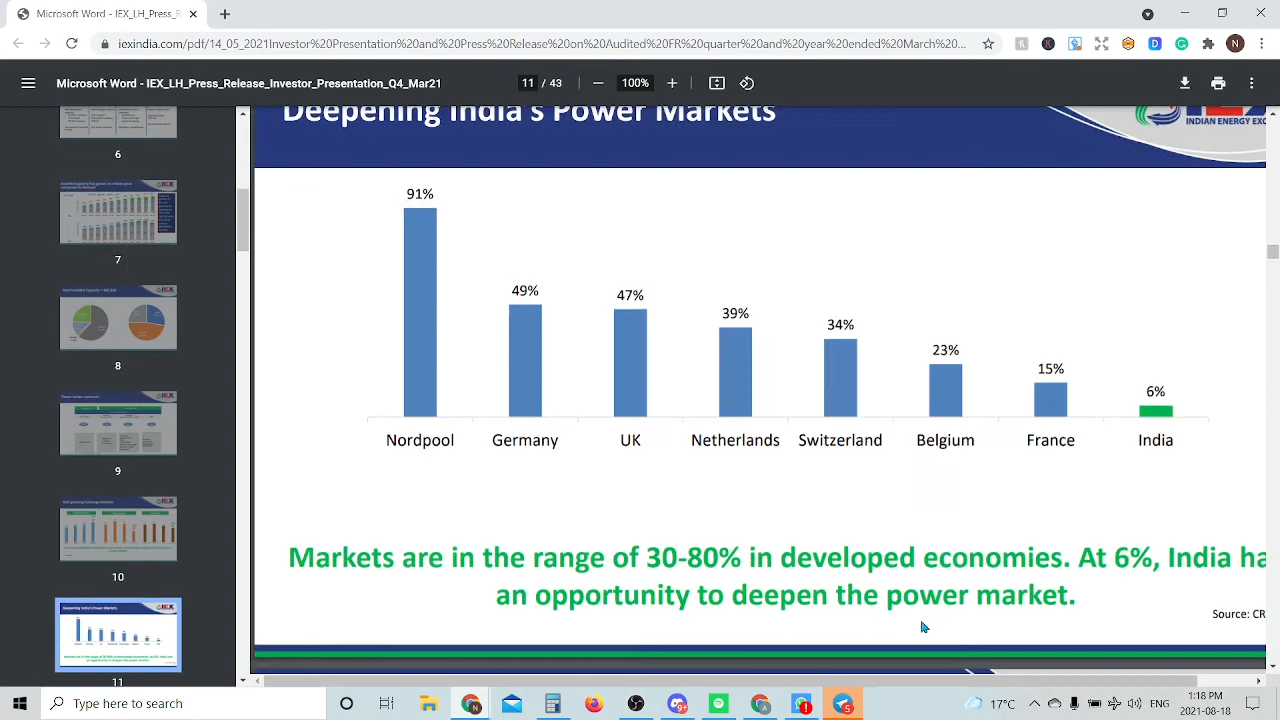 Microsoft Word - IEX_LH_Press_R
iexindia.com/pdf/14_05_2021Investor%20Presentation%20and%20Press%20Release%20on%20Audited%20FR%20quarter%20and%20year%20ended%20March%20...
N
Microsoft Word - IEX_LH_Press_Release_Investor_Presentation_Q4_Mar21
11 / 43
100%
6
7
8
9
10
11
Deepening India's Power Markets
INDIAN ENERGY EXC
91%
49%
47%
39%
34%
23%
15%
6%
Nordpool
Germany
UK
Netherlands
Switzerland
Belgium
France
India
Markets are in the range of 30-80% in developed economies. At 6%, India ha
an opportunity to deepen the power market.
Source: CR
Type here to search
17°C
1:18 PM
2021-08-18